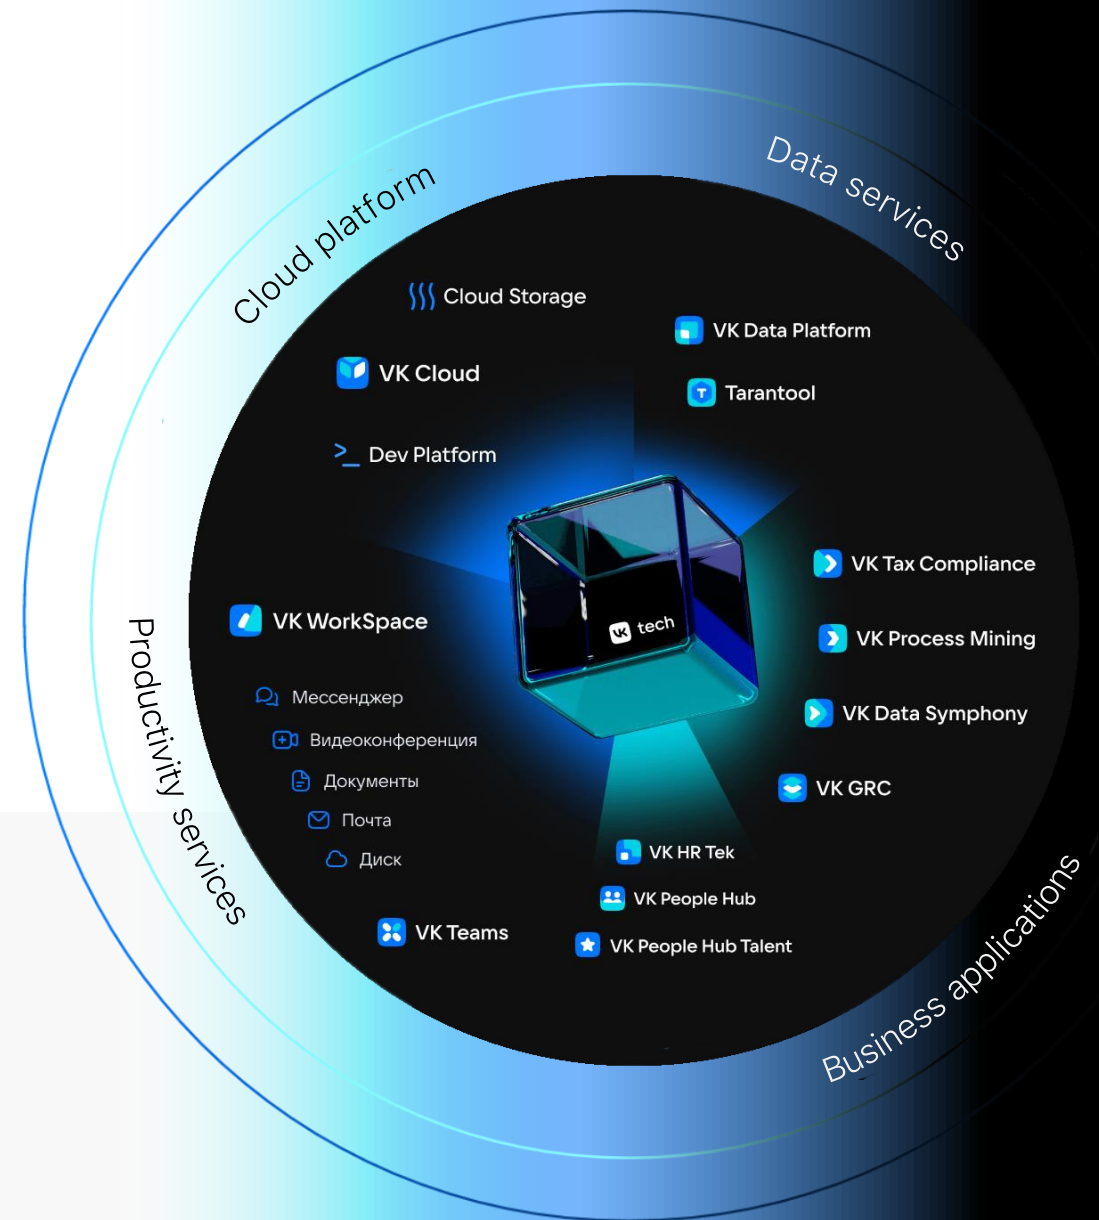 Cloud platform
Data services
Cloud Storage
VK Data Platform
VK Cloud
Tarantool
Dev Platform
VK Tax Compliance
VK WorkSpace
VK tech
VK Process Mining
Productivity services
Мессенджер
VK Data Symphony
Видеоконференция
Документы
VK GRC
Почта
Диск
VK HR Tek
VK People Hub
VK Teams
VK People Hub Talent
Business applications